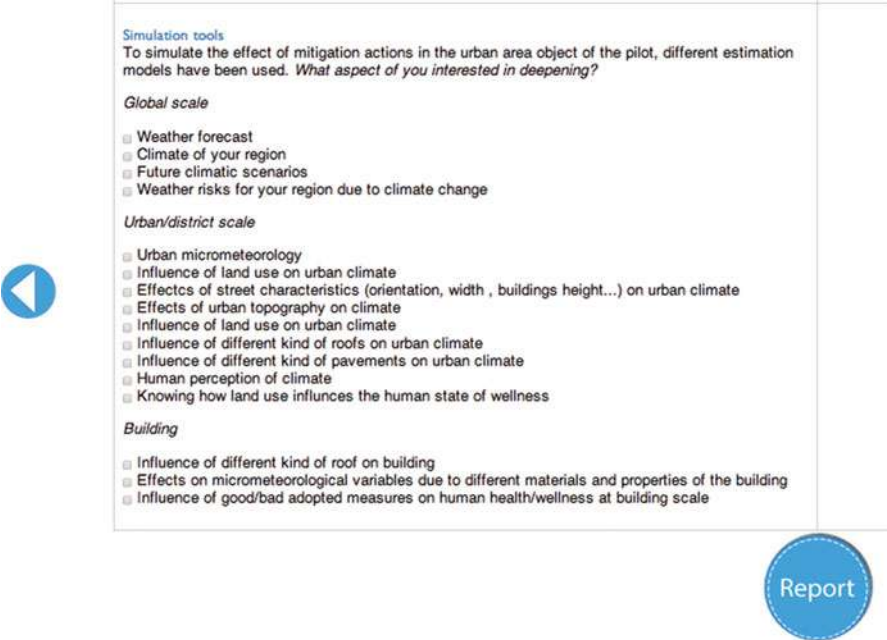 Simulation tools
To simulate the effect of mitigation actions in the urban area object of the pilot, different estimation
models have been used. What aspect of you interested in deepening?
Global scale
Weather forecast
Climate of your region
Future climatic scenarios
Weather risks for your region due to climate change
Urban/district scale
Urban micrometeorology
Influence of land use on urban climate
Effectcs of street characteristics (orientation, width , buildings height...) on urban climate
Effects of urban topography on climate
Influence of land use on urban climate
Influence of different kind of roofs on urban climate
Influence of different kind of pavements on urban climate
Human perception of climate
Knowing how land use influnces the human state of wellness
Building
Influence of different kind of roof on building
Effects on micrometeorological variables due to different materials and properties of the building
Influence of good/bad adopted measures on human health/wellness at building scale
Report